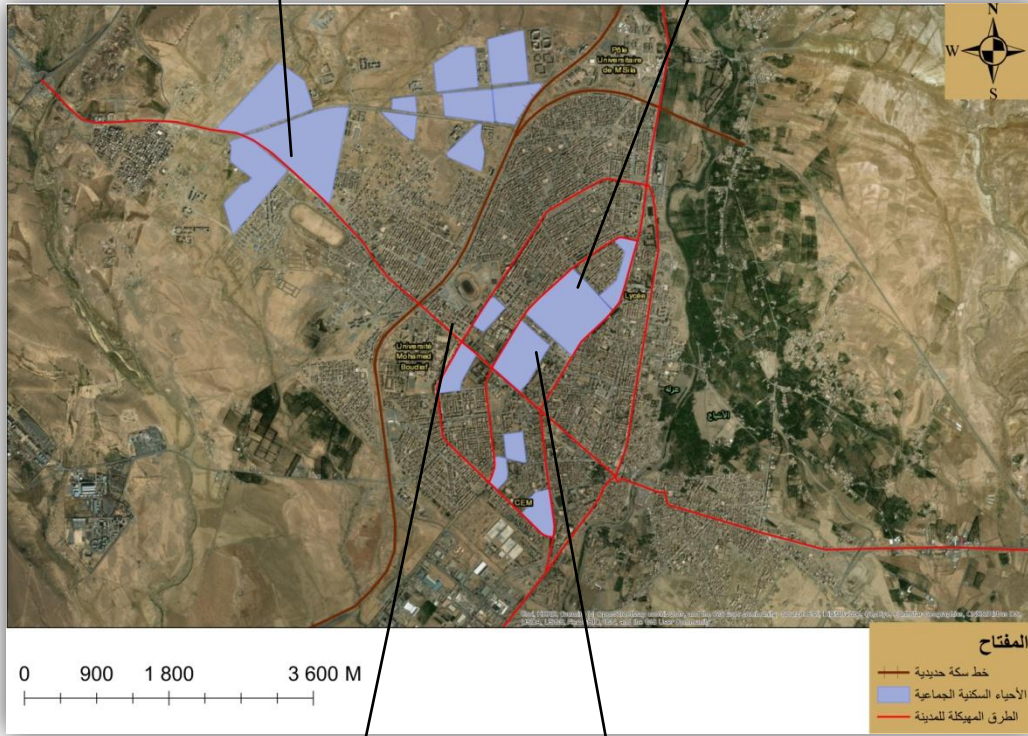 N
W E
S
Pôle
Universitaire
de M'Sila
Lycée
Université
Mohamed
Boudiaf
CEM
0 900 1 800 3 600 M
المفتاح
خط سكة حديدية
الأحياء السكنية الجماعية
الطرق المهيكلة للمدينة